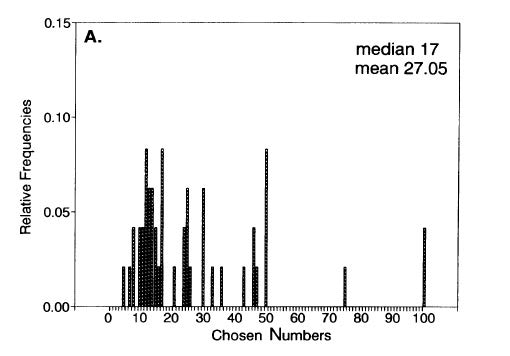 A.
median 17
mean 27.05
Relative Frequencies
0.15
0.10
0.05
0.00
0 10 20 30 40 50 60 70 80 90 100
Chosen Numbers